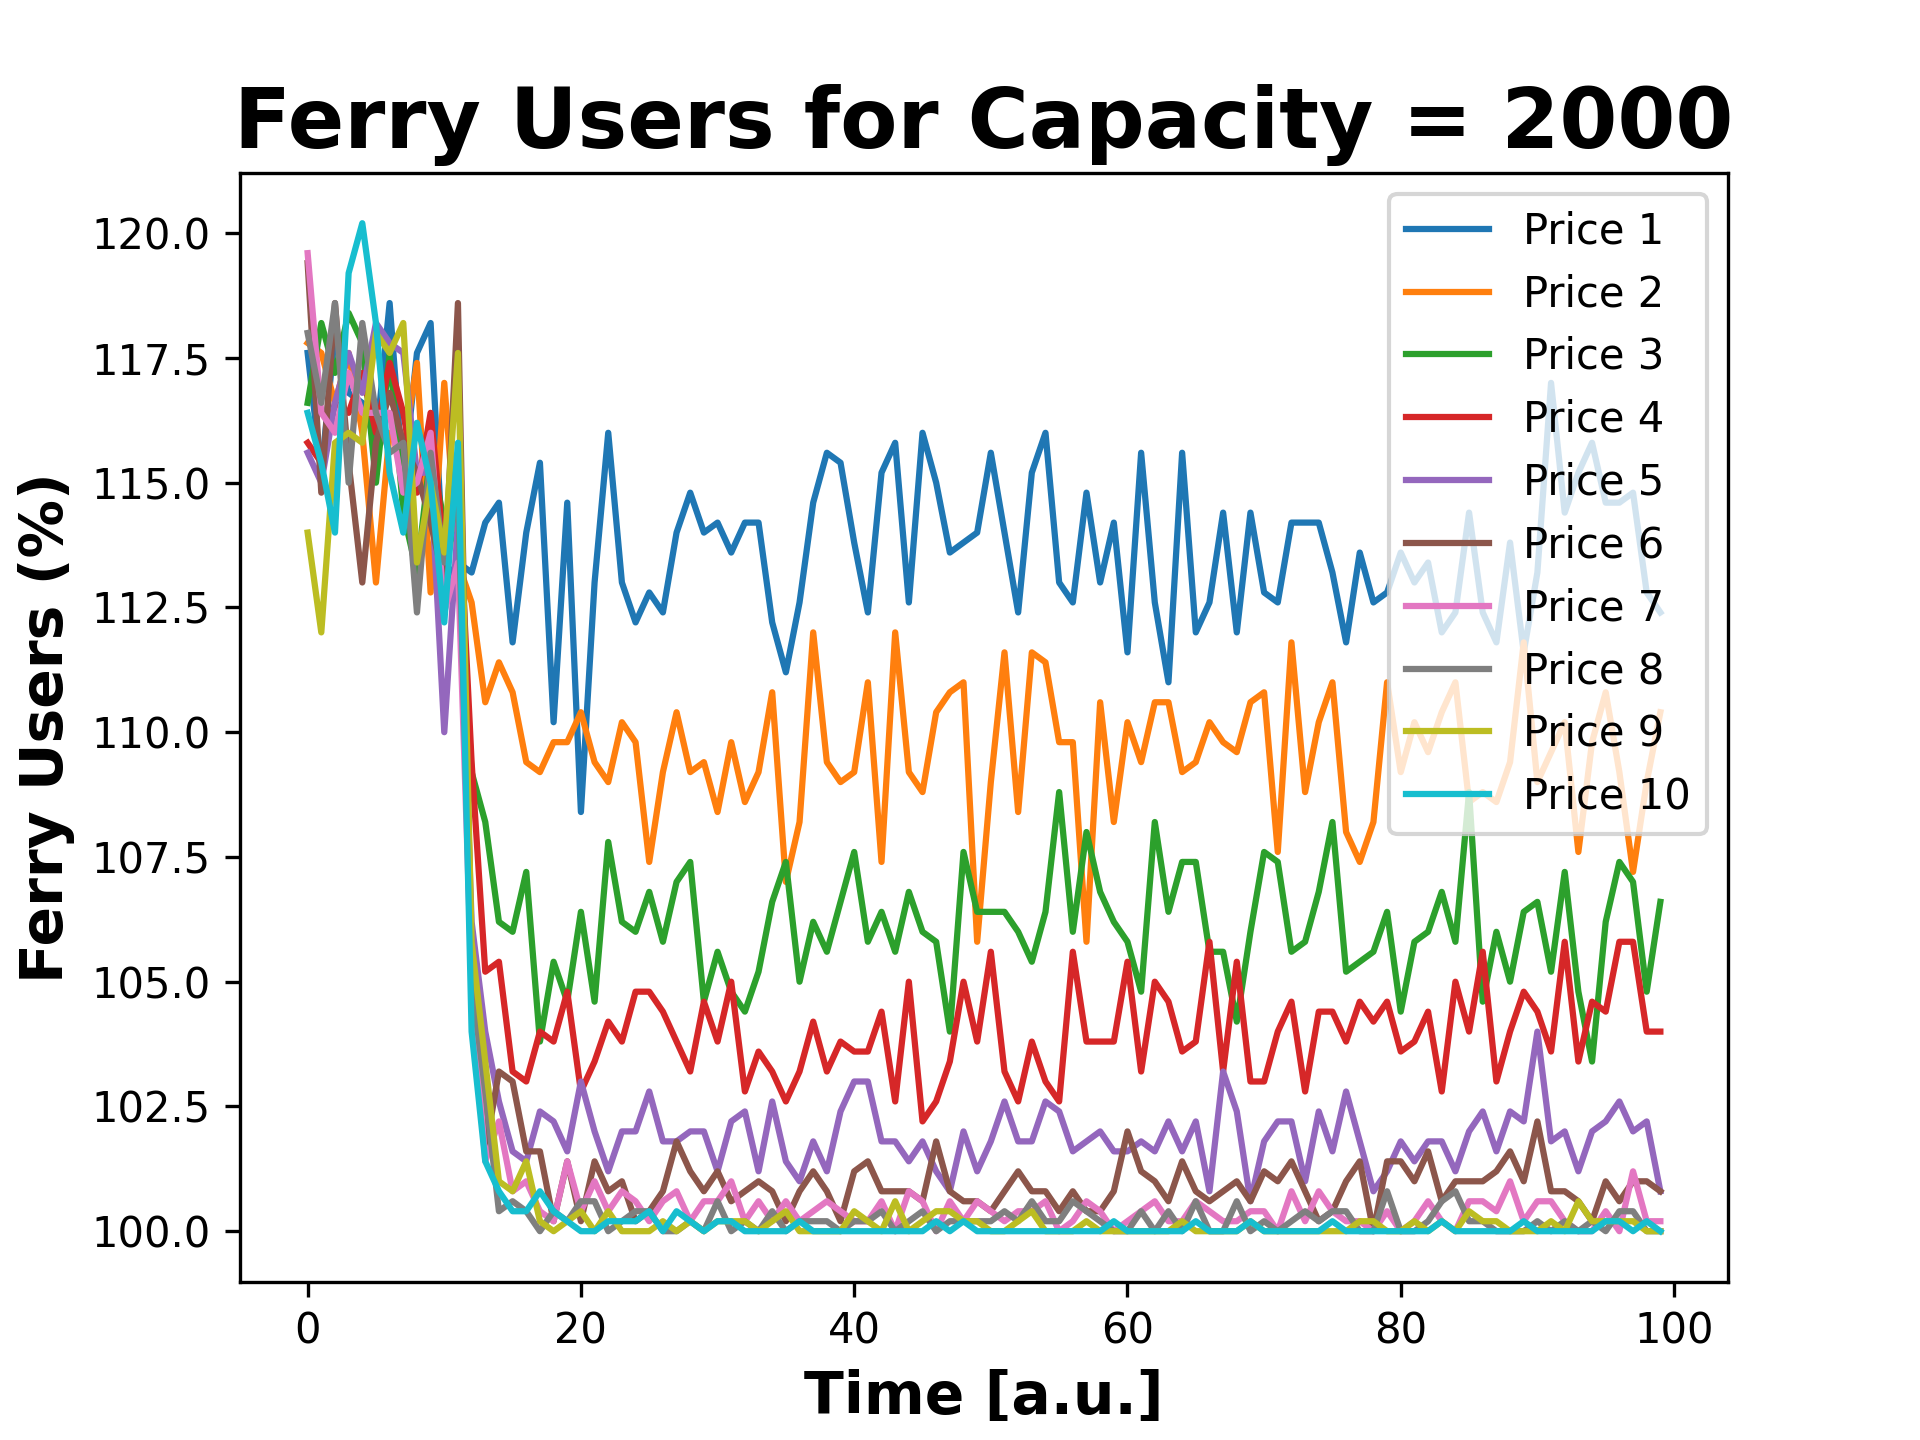 Ferry Users for Capacity = 2000
Ferry Users (%)
120.0
117.5
115.0
112.5
110.0
107.5
105.0
102.5
100.0
Price 1
Price 2
Price 3
Price 4
Price 5
Price 6
Price 7
Price 8
Price 9
Price 10
0 20 40 60 80 100
Time [a.u.]